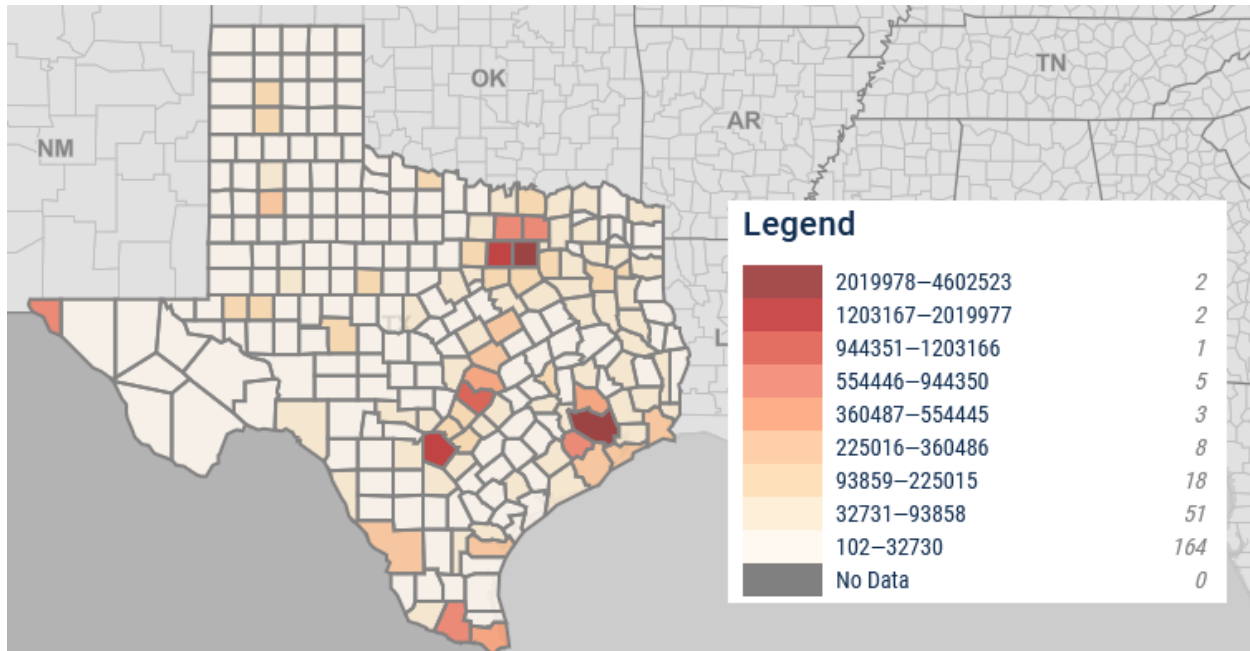 OK
TN
AR
NM
TX
L
Legend
2019978–4602523 2
1203167–2019977 2
944351–1203166 1
554446–944350 5
360487–554445 3
225016–360486 8
93859–225015 18
32731–93858 51
102–32730 164
No Data 0